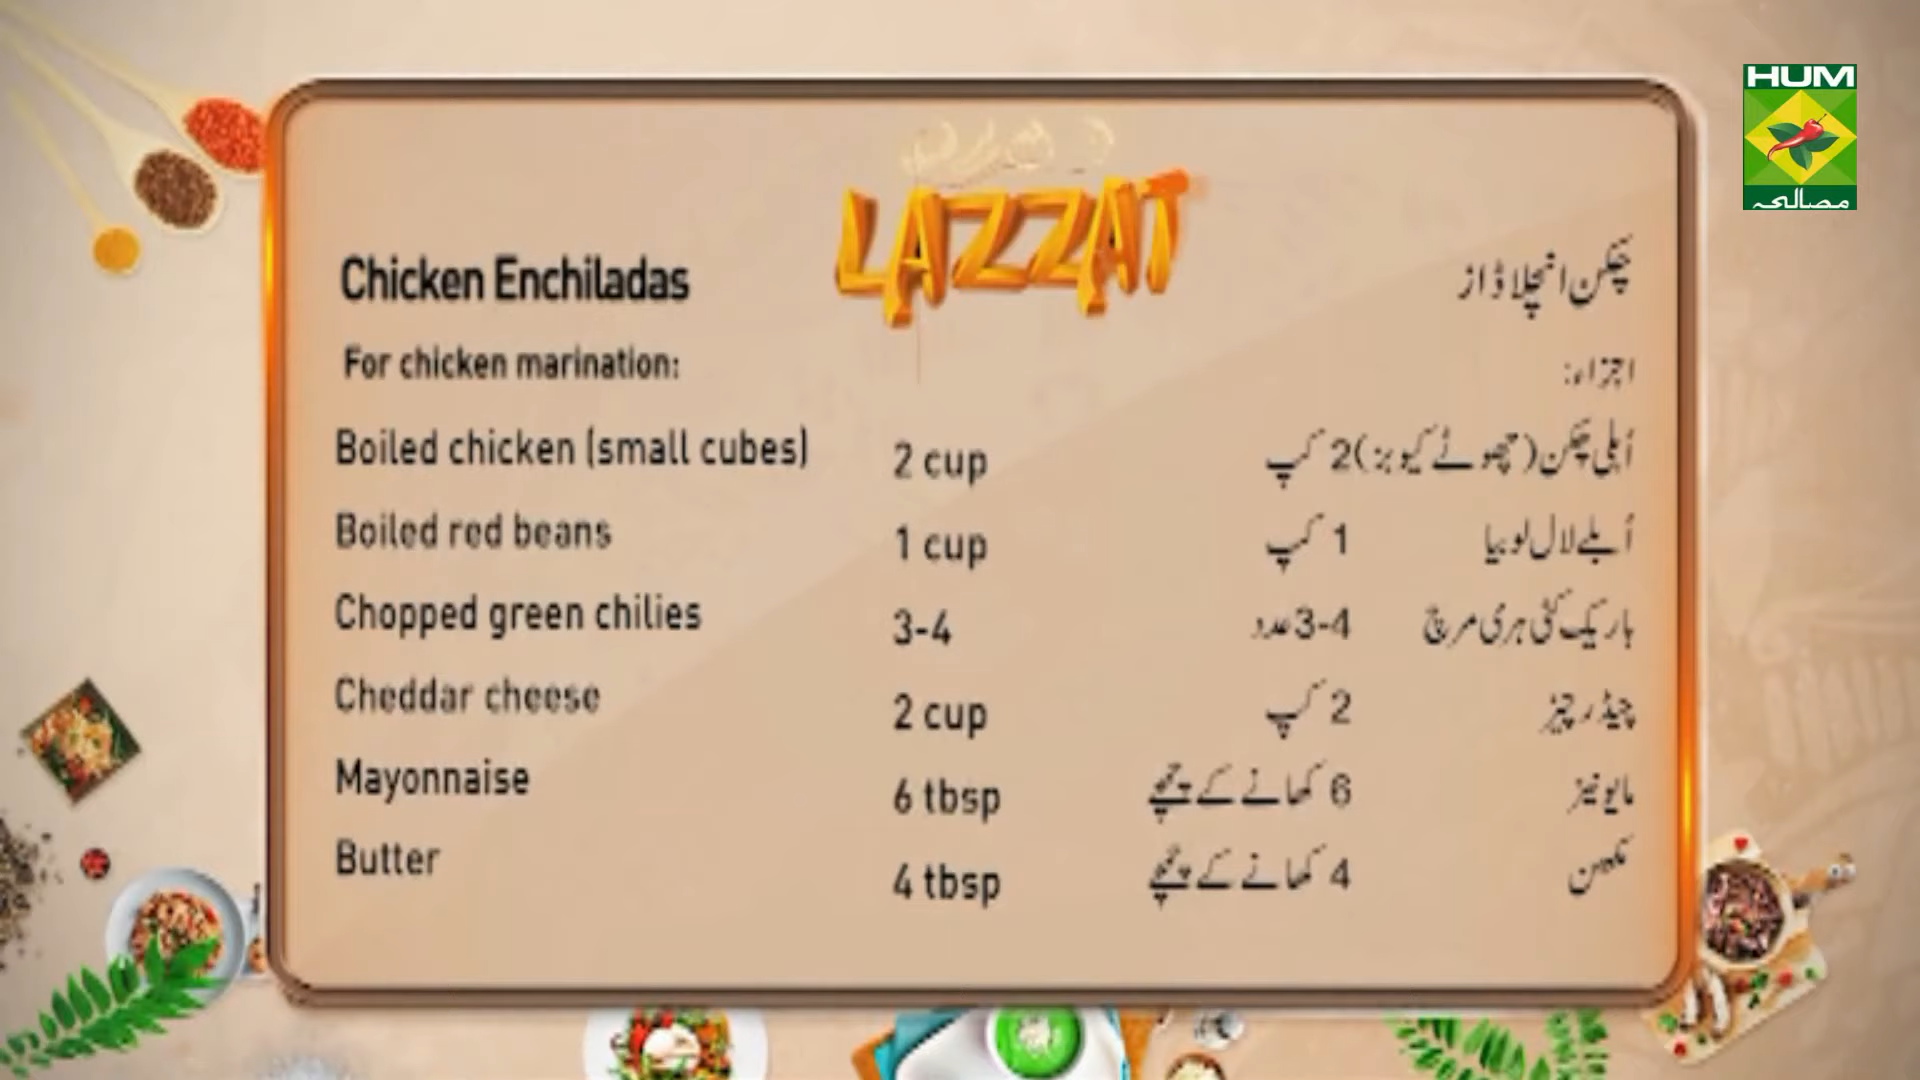 HUM
مصالحہ
LAZZAT
Chicken Enchiladas چکن انچلاڈاز
For chicken marination: اجزاء:
Boiled chicken (small cubes) 2 cup اُبلی چکن (چھوٹے کیوبز) 2 کپ
Boiled red beans 1 cup اُبلے لال لوبیا 1 کپ
Chopped green chilies 3-4 باریک کٹی ہری مرچ 3-4 عدد
Cheddar cheese 2 cup چیڈر چیز 2 کپ
Mayonnaise 6 tbsp مایونیز 6 کھانے کے چمچے
Butter 4 tbsp مکھن 4 کھانے کے چمچے